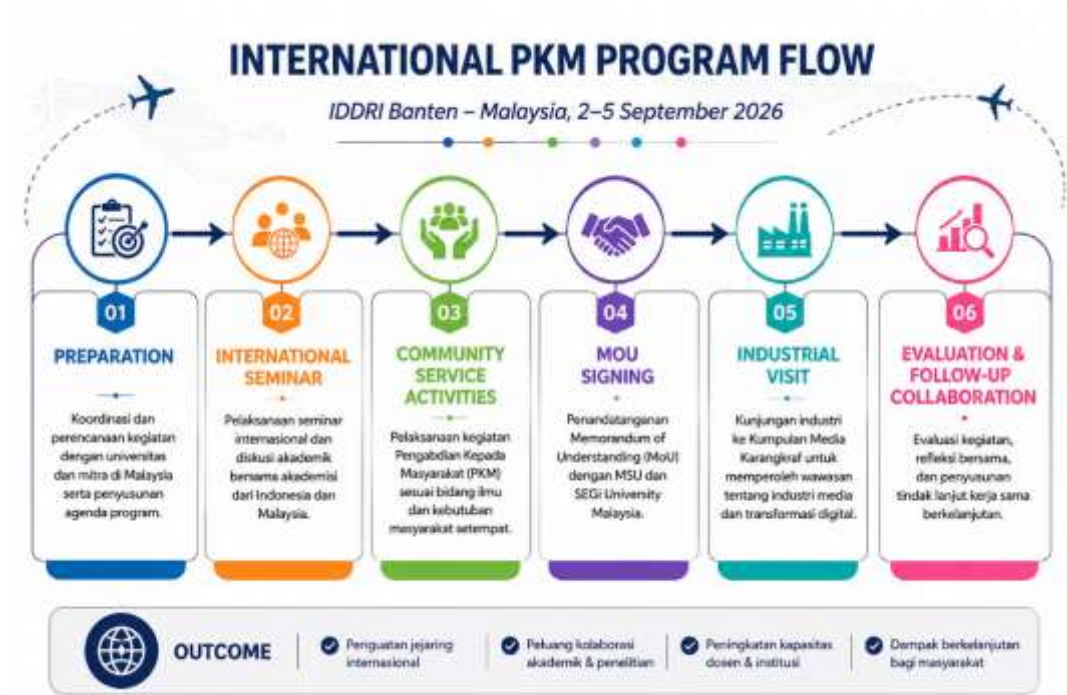 INTERNATIONAL PKM PROGRAM FLOW
IDDRI Banten – Malaysia, 2–5 September 2026
01
PREPARATION
Koordinasi dan
perencanaan kegiatan
dengan universitas
dan mitra di Malaysia
serta penyusunan
agenda program.
02
INTERNATIONAL
SEMINAR
Pelaksanaan seminar
internasional dan
diskusi akademik
bersama akademisi
dari Indonesia dan
Malaysia.
03
COMMUNITY
SERVICE
ACTIVITIES
Pelaksanaan kegiatan
Pengabdian Kepada
Masyarakat (PKM)
sesuai bidang ilmu
dan kebutuban
masyarakat setempat.
04
MOU
SIGNING
Penandatanganan
Memorandum of
Understanding (MoU)
dengan MSU dan
SEGi University
Malaysia.
05
INDUSTRIAL
VISIT
Kunjungan industri
ke Kumpulan Media
Karangkraf untuk
memperoleh wawasan
tentang industri media
dan transformasi digital.
06
EVALUATION &
FOLLOW-UP
COLLABORATION
Evaluasi kegiatan,
refleksi bersama,
dan penyusunan
tindak lanjut kerja sama
berkelanjutan.
OUTCOME
Penguatan jejaring
internasional
Peluang kolaborasi
akademik & penelitian
Peningkatan kapasitas
dosen & institusi
Dampak berkelanjutan
bagi masyarakat